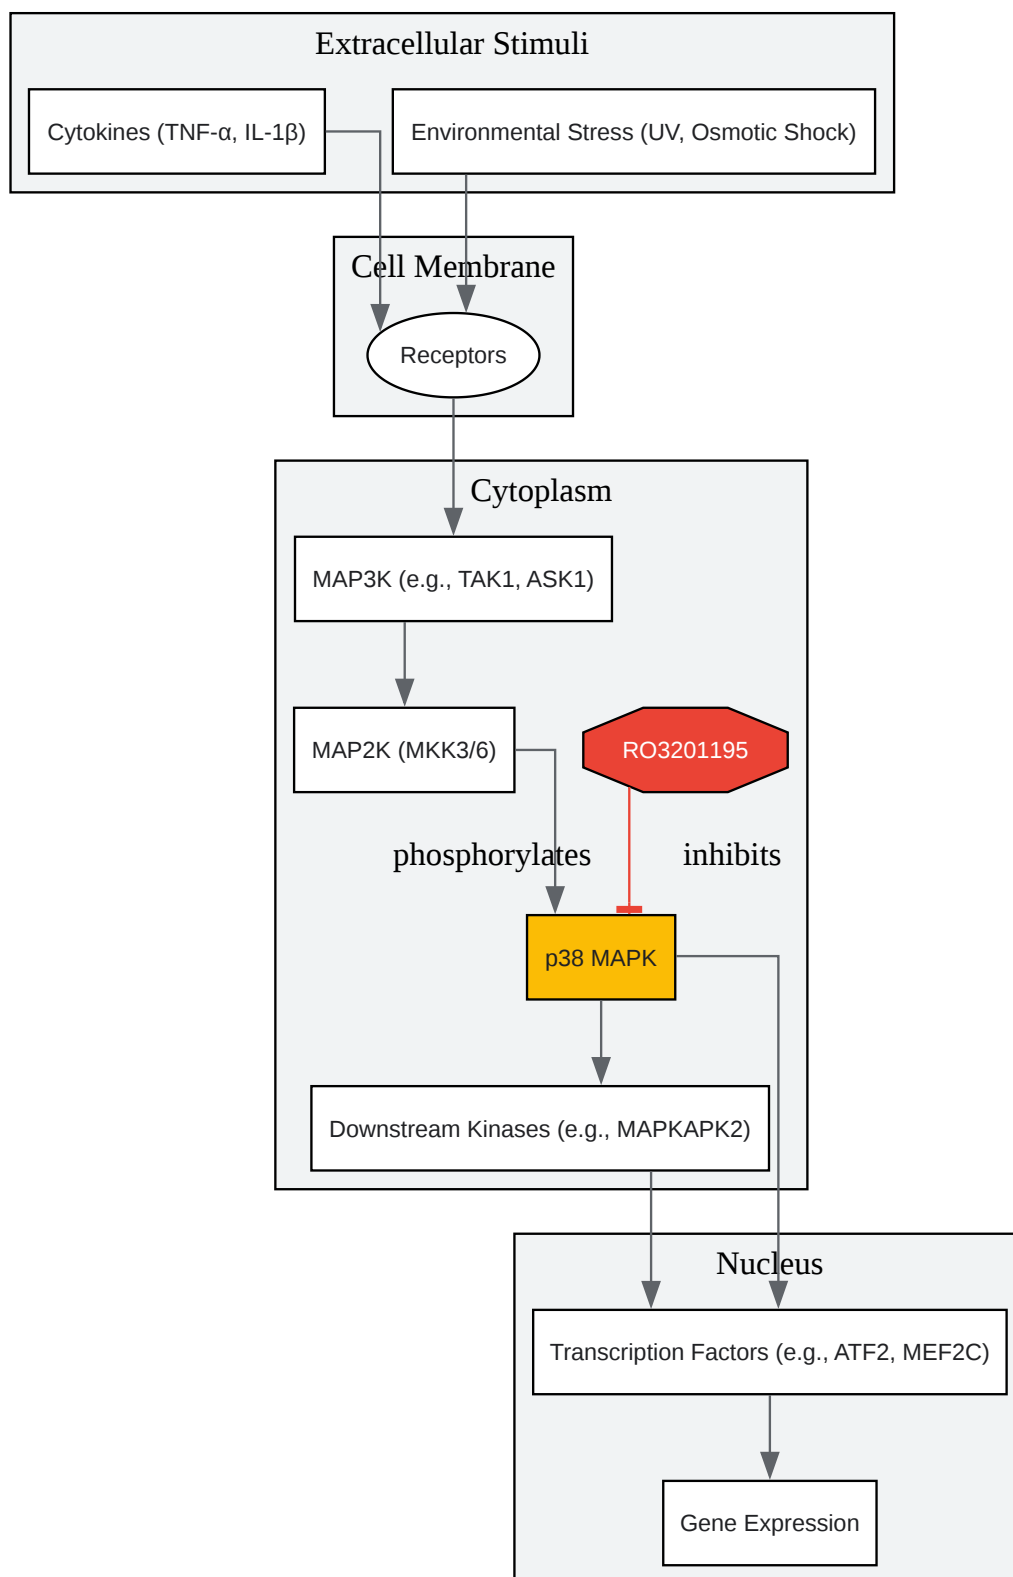 Extracellular Stimuli
Cytokines (TNF-α, IL-1β)
Environmental Stress (UV, Osmotic Shock)
Cell Membrane
Receptors
Cytoplasm
MAP3K (e.g., TAK1, ASK1)
MAP2K (MKK3/6)
RO3201195
phosphorylates
inhibits
p38 MAPK
Downstream Kinases (e.g., MAPKAPK2)
Nucleus
Transcription Factors (e.g., ATF2, MEF2C)
Gene Expression